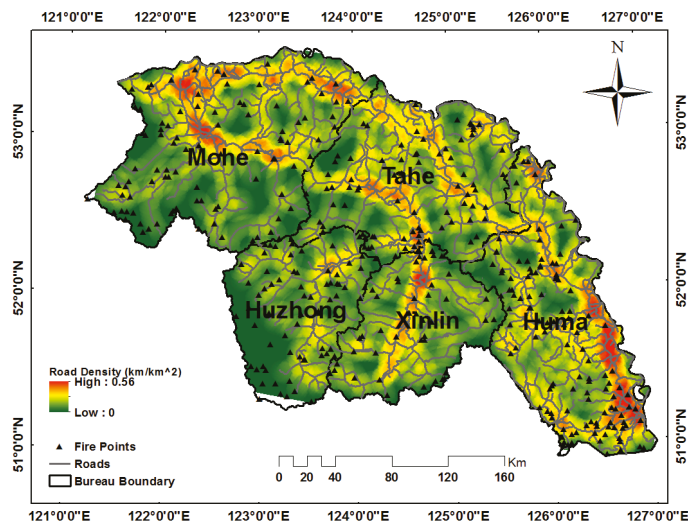 121°0'0"E 122°0'0"E 123°0'0"E 124°0'0"E 125°0'0"E 126°0'0"E 127°0'0"E
N
53°0'0"N
53°0'0"N
Mohe
Tahe
52°0'0"N
52°0'0"N
Huzhong
Xinlin
Huma
Road Density (km/km^2)
High : 0.56
Low : 0
Fire Points
Roads
Bureau Boundary
Km
0 20 40 80 120 160
51°0'0"N
51°0'0"N
121°0'0"E 122°0'0"E 123°0'0"E 124°0'0"E 125°0'0"E 126°0'0"E 127°0'0"E